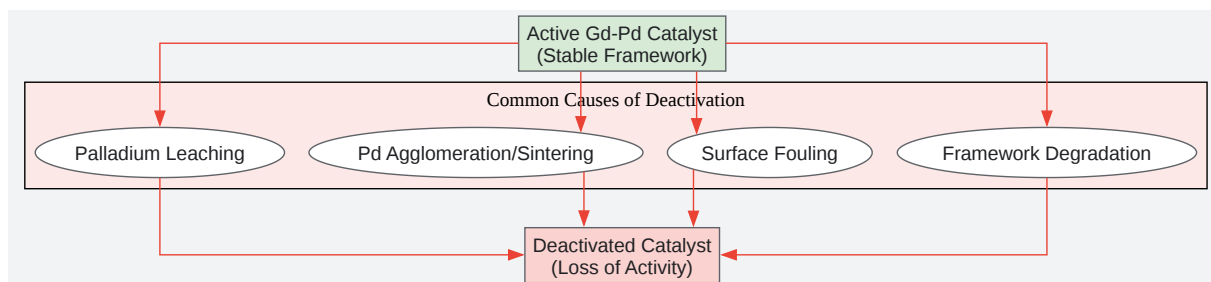 Active Gd-Pd Catalyst
(Stable Framework)
Common Causes of Deactivation
Palladium Leaching
Pd Agglomeration/Sintering
Surface Fouling
Framework Degradation
Deactivated Catalyst
(Loss of Activity)